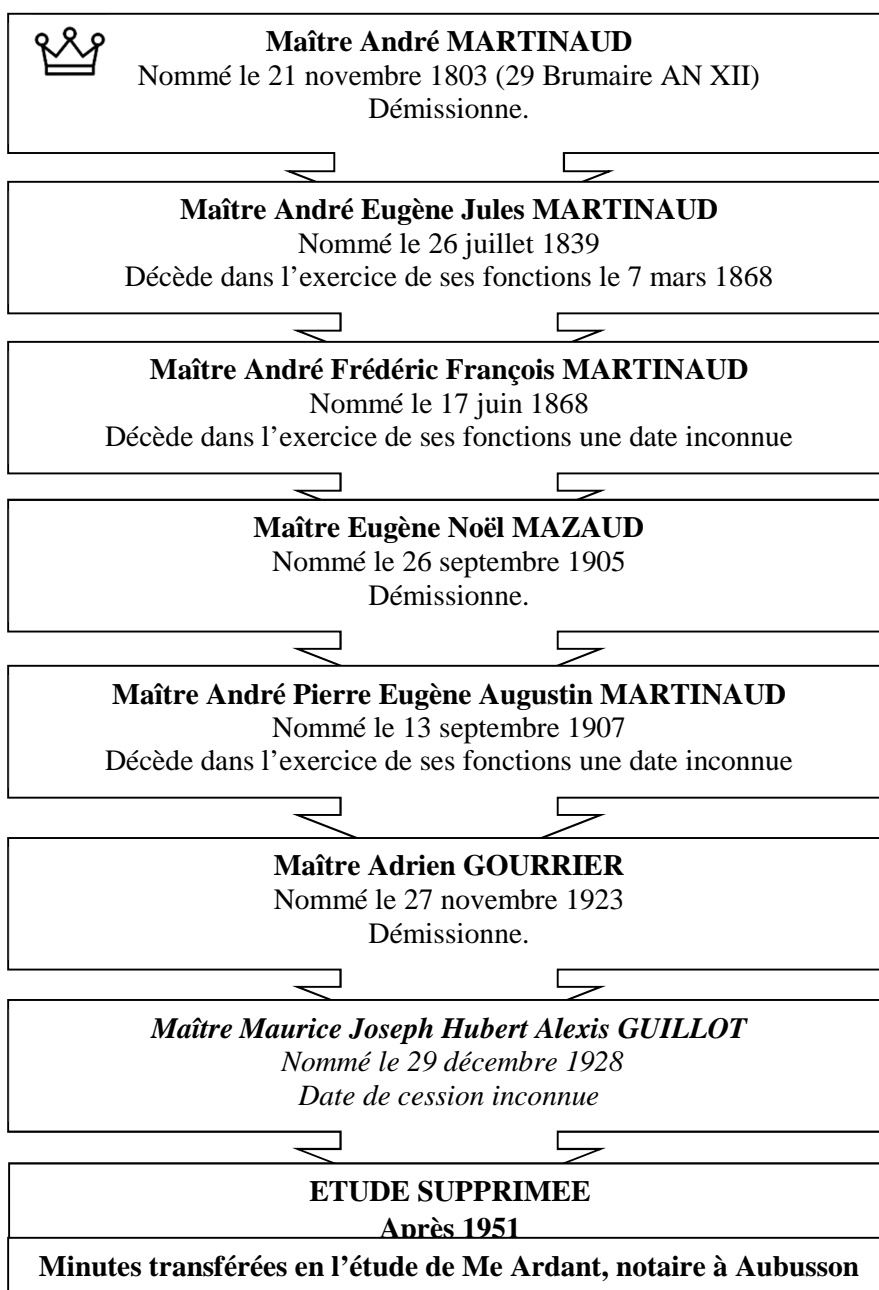 Maître André MARTINAUD
Nommé le 21 novembre 1803 (29 Brumaire AN XII)
Démissionne.
Maître André Eugène Jules MARTINAUD
Nommé le 26 juillet 1839
Décède dans l’exercice de ses fonctions le 7 mars 1868
Maître André Frédéric François MARTINAUD
Nommé le 17 juin 1868
Décède dans l’exercice de ses fonctions une date inconnue
Maître Eugène Noël MAZAUD
Nommé le 26 septembre 1905
Démissionne.
Maître André Pierre Eugène Augustin MARTINAUD
Nommé le 13 septembre 1907
Décède dans l’exercice de ses fonctions une date inconnue
Maître Adrien GOURRIER
Nommé le 27 novembre 1923
Démissionne.
Maître Maurice Joseph Hubert Alexis GUILLOT
Nommé le 29 décembre 1928
Date de cession inconnue
ETUDE SUPPRIMEE
Après 1951
Minutes transférées en l’étude de Me Ardant, notaire à Aubusson